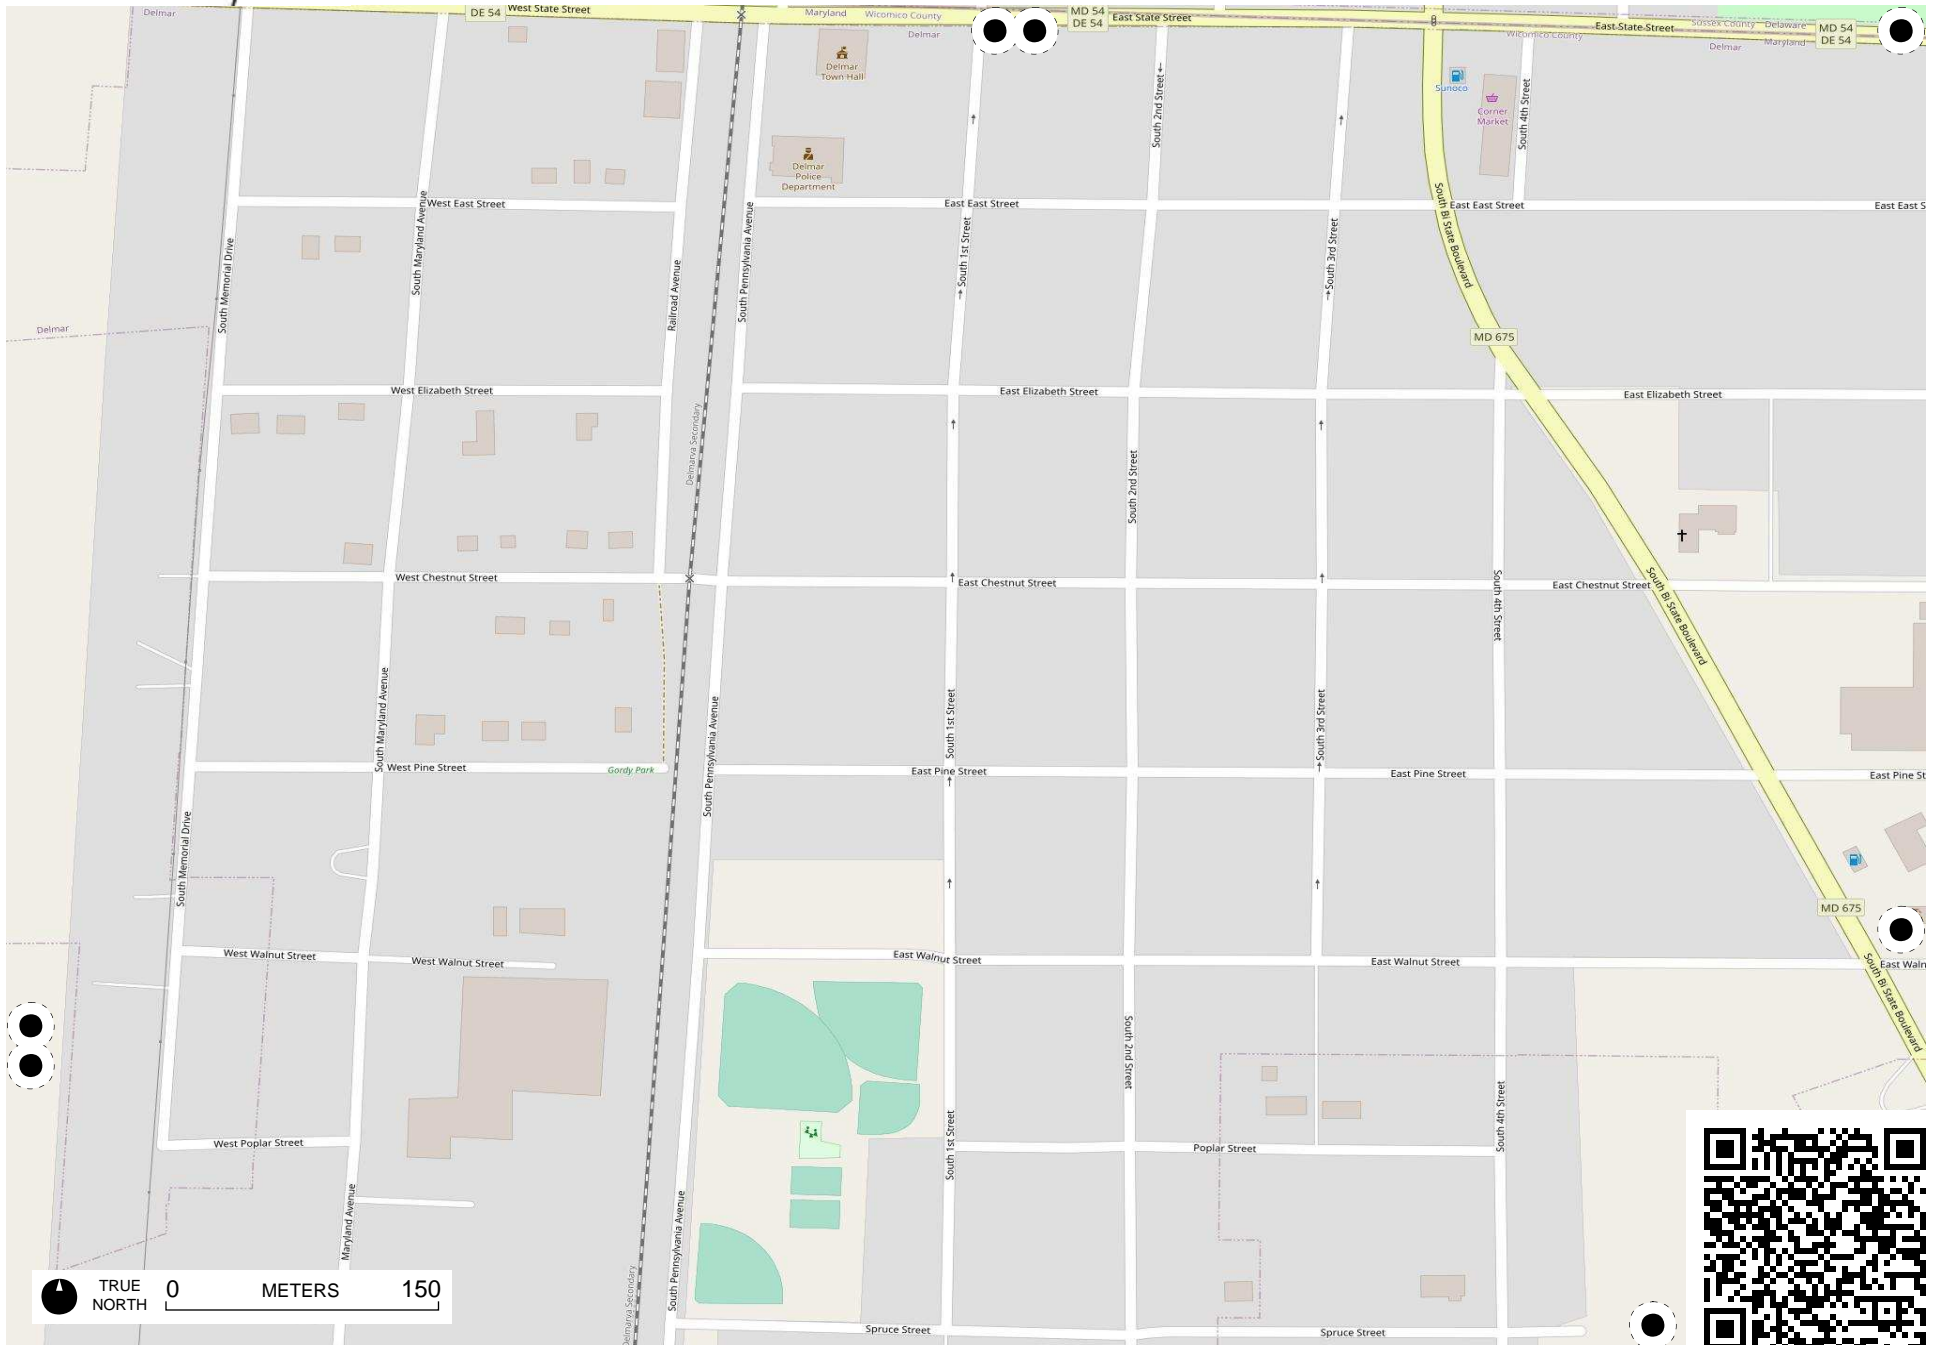 Delmar
DE 54
West State Street
Maryland
Wicomico County
Delmar
MD 54
DE 54
East State Street
East State Street
Sussex County
Delaware
Wicomico County
Delmar
Maryland
MD 54
DE 54
Delmar
Town Hall
Delmar
Police
Department
Sunoco
Corner
Market
South 2nd Street
South 4th Street
West East Street
East East Street
East East Street
East East S
South Memorial Drive
South Maryland Avenue
Railroad Avenue
South Pennsylvania Avenue
South 1st Street
South 3rd Street
South Bi State Boulevard
Delmar
MD 675
West Elizabeth Street
East Elizabeth Street
East Elizabeth Street
Delmarva Secondary
South 2nd Street
West Chestnut Street
East Chestnut Street
East Chestnut Street
South 4th Street
South Bi State Boulevard
South Maryland Avenue
South Pennsylvania Avenue
South 1st Street
South 3rd Street
West Pine Street
Gordy Park
East Pine Street
East Pine Street
East Pine St
South Memorial Drive
MD 675
West Walnut Street
West Walnut Street
East Walnut Street
East Walnut Street
East Waln
South Bi State Boulevard
South 2nd Street
South 1st Street
South 4th Street
West Poplar Street
Poplar Street
Maryland Avenue
South Pennsylvania Avenue
Delmarva Secondary
Spruce Street
Spruce Street
TRUE
NORTH
0 METERS 150